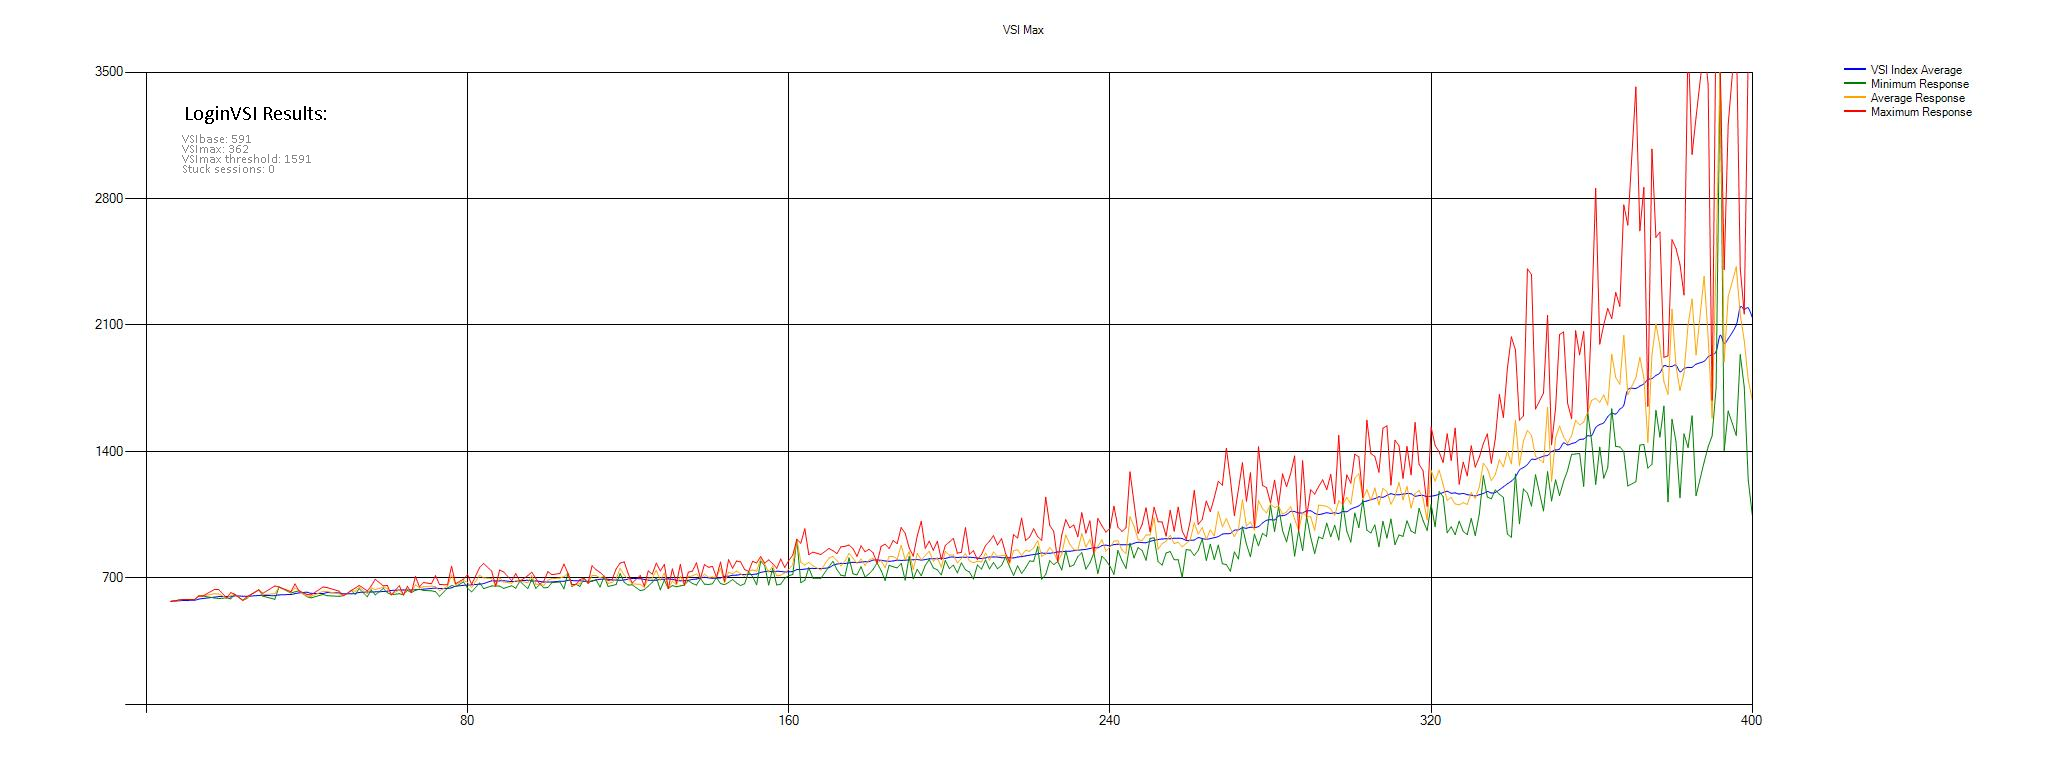 VSI Max
3500
2800
2100
1400
700
80
160
240
320
400
LoginVSI Results:
VSIbase: 591
VSImax: 362
VSImax threshold: 1591
Stuck sessions: 0
VSI Index Average
Minimum Response
Average Response
Maximum Response